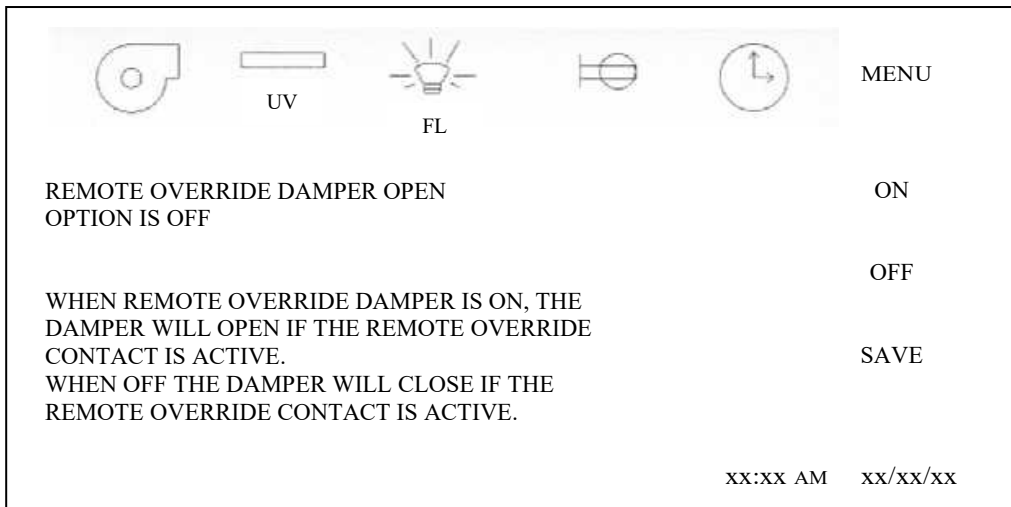 MENU
UV
FL
REMOTE OVERRIDE DAMPER OPEN
OPTION IS OFF
ON
OFF
WHEN REMOTE OVERRIDE DAMPER IS ON, THE
DAMPER WILL OPEN IF THE REMOTE OVERRIDE
CONTACT IS ACTIVE.
WHEN OFF THE DAMPER WILL CLOSE IF THE
REMOTE OVERRIDE CONTACT IS ACTIVE.
SAVE
xx:xx AM xx/xx/xx